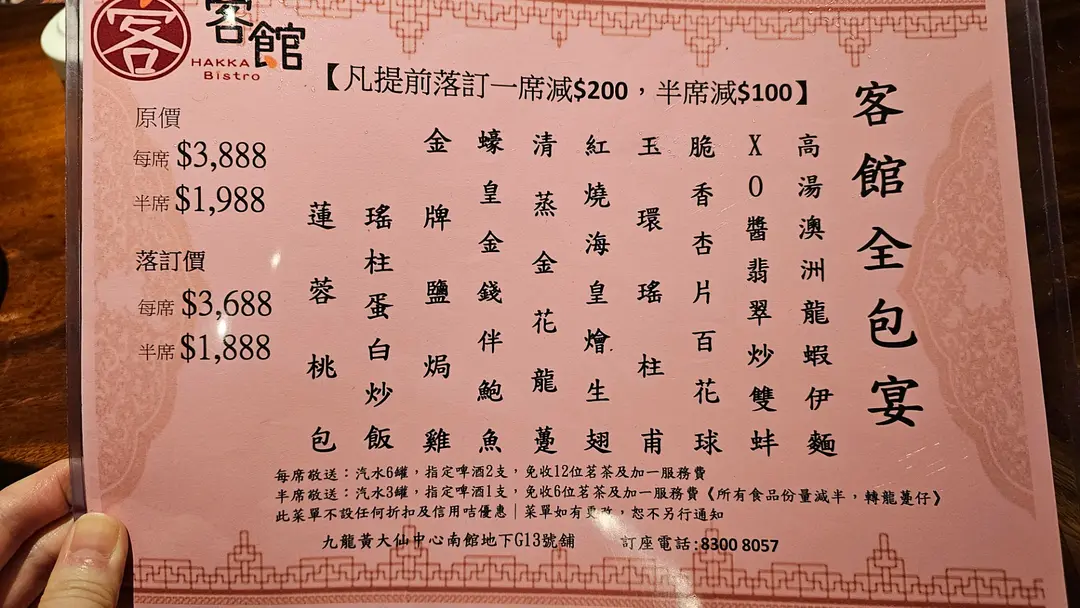 客
客館
HAKKA
Bistro
【凡提前落訂一席減$200，半席減$100】
客館全包宴
高湯澳洲龍蝦伊麵
XO醬翡翠炒雙蚌
脆香杏片百花球
玉環瑤柱甫
紅燒海皇燴生翅
清蒸金花龍躉
蠔皇金錢伴鮑魚
金牌鹽焗雞
瑤柱蛋白炒飯
蓮蓉桃包
原價
每席 $3,888
半席 $1,988
落訂價
每席 $3,688
半席 $1,888
每席敬送：汽水6罐，指定啤酒2支，免收12位茗茶及加一服務費
半席敬送：汽水3罐，指定啤酒1支，免收6位茗茶及加一服務費《所有食品份量減半，轉龍躉仔》
此菜單不設任何折扣及信用咭優惠｜菜單如有更改，恕不另行通知
九龍黃大仙中心南館地下G13號舖 訂座電話:8300 8057